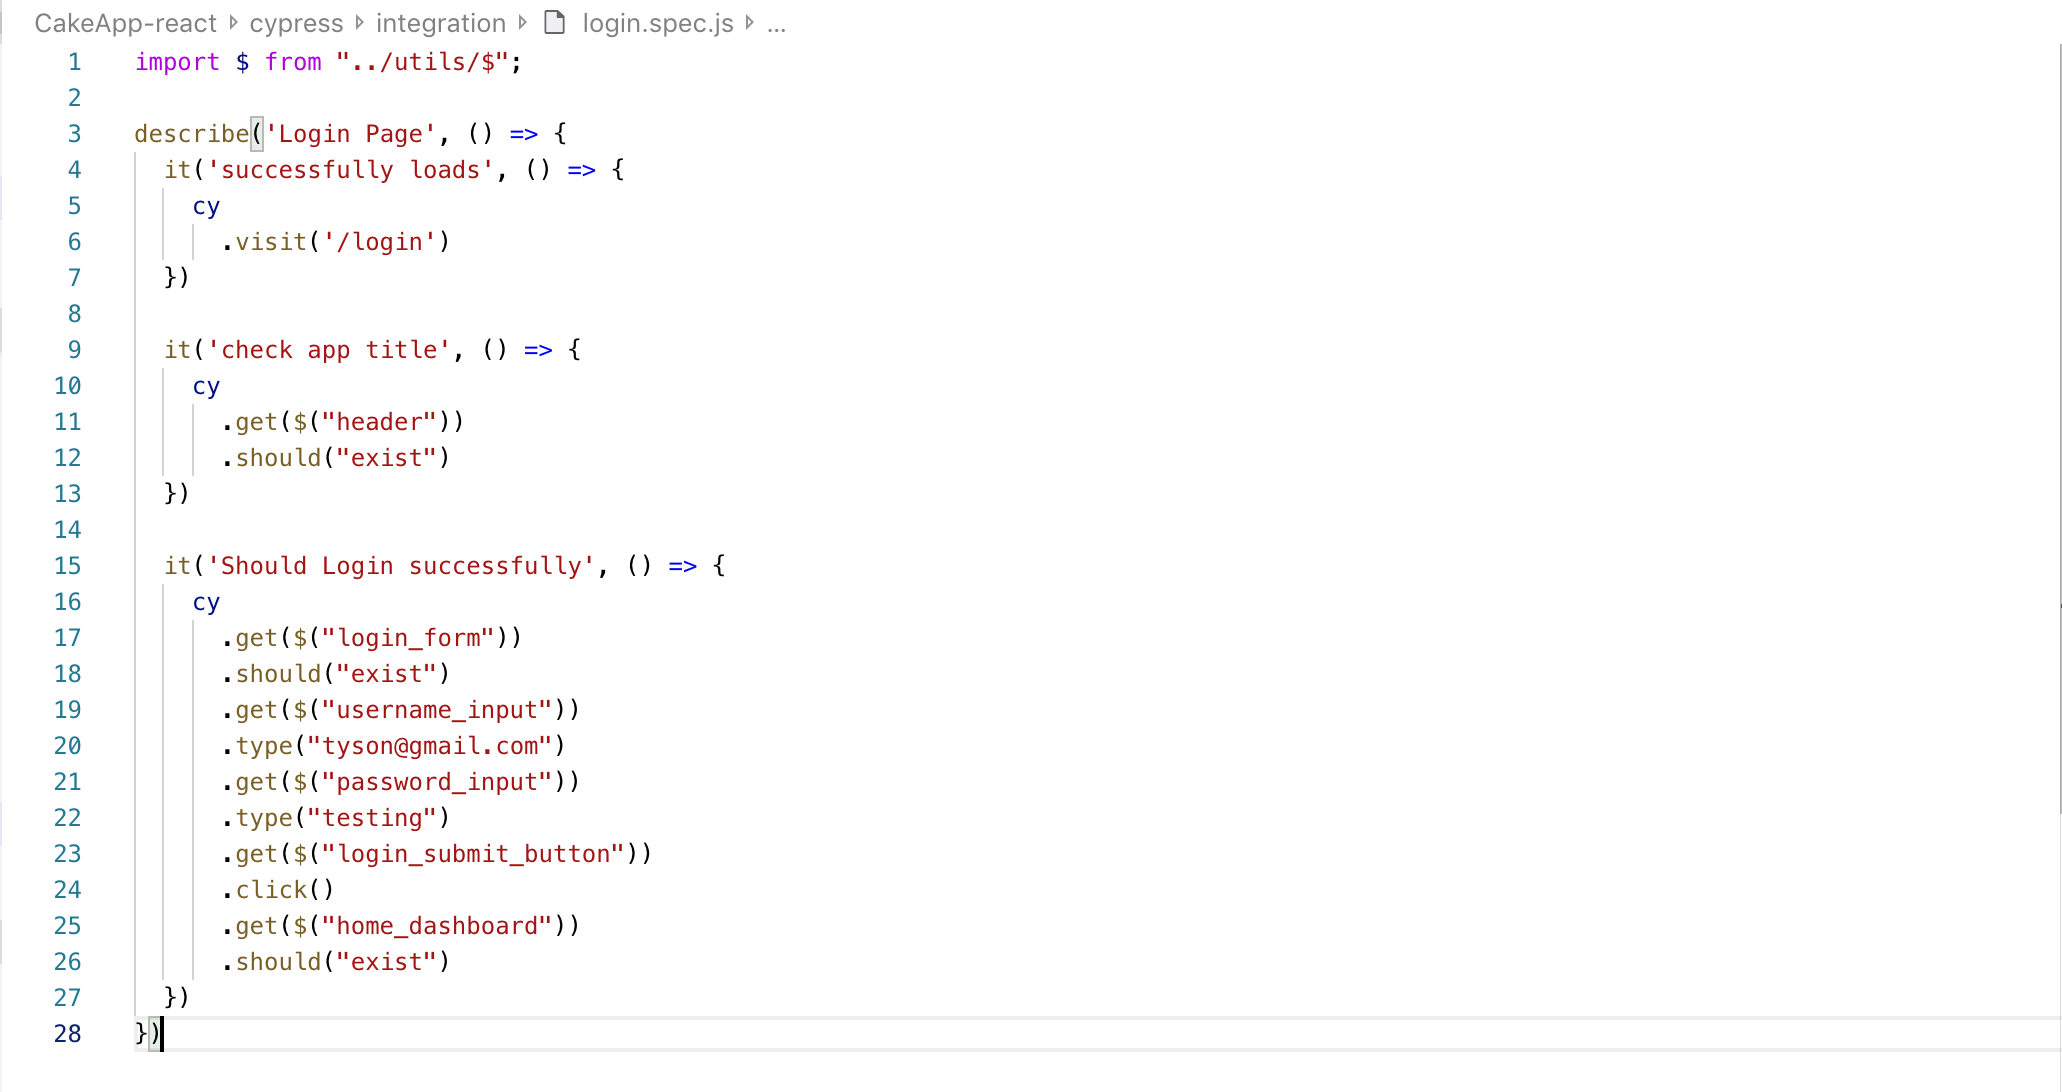 CakeApp-react cypress integration login.spec.js ...
1 import $ from "../utils/$";
2
3 describe('Login Page', () => {
4 it('successfully loads', () => {
5 cy
6 .visit('/login')
7 })
8
9 it('check app title', () => {
10 cy
11 .get($("header"))
12 .should("exist")
13 })
14
15 it('Should Login successfully', () => {
16 cy
17 .get($("login_form"))
18 .should("exist")
19 .get($("username_input"))
20 .type("tyson@gmail.com")
21 .get($("password_input"))
22 .type("testing")
23 .get($("login_submit_button"))
24 .click()
25 .get($("home_dashboard"))
26 .should("exist")
27 })
28 })